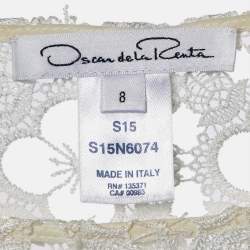 Oscar de la Renta
8
S15
S15N6074
MADE IN ITALY
RN# 135371
CA# 00983